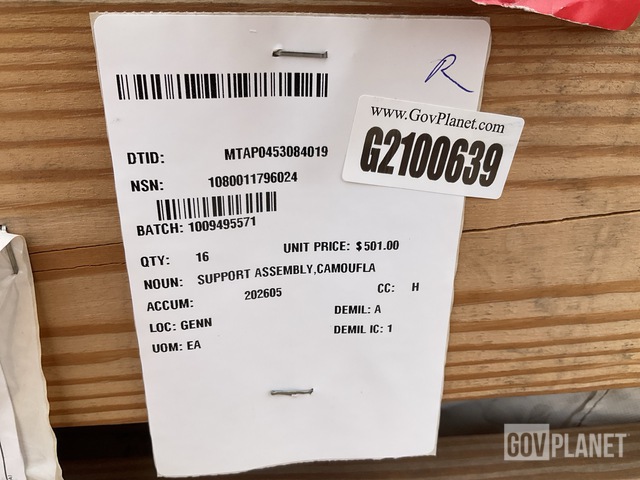 R
www.GovPlanet.com
G2100639
DTID: MTAP0453084019
NSN: 1080011796024
BATCH: 1009495571
QTY: 16 UNIT PRICE: $501.00
NOUN: SUPPORT ASSEMBLY,CAMOUFLA
ACCUM: 202605 CC: H
LOC: GENN DEMIL: A
UOM: EA DEMIL IC: 1
GOVPLANET